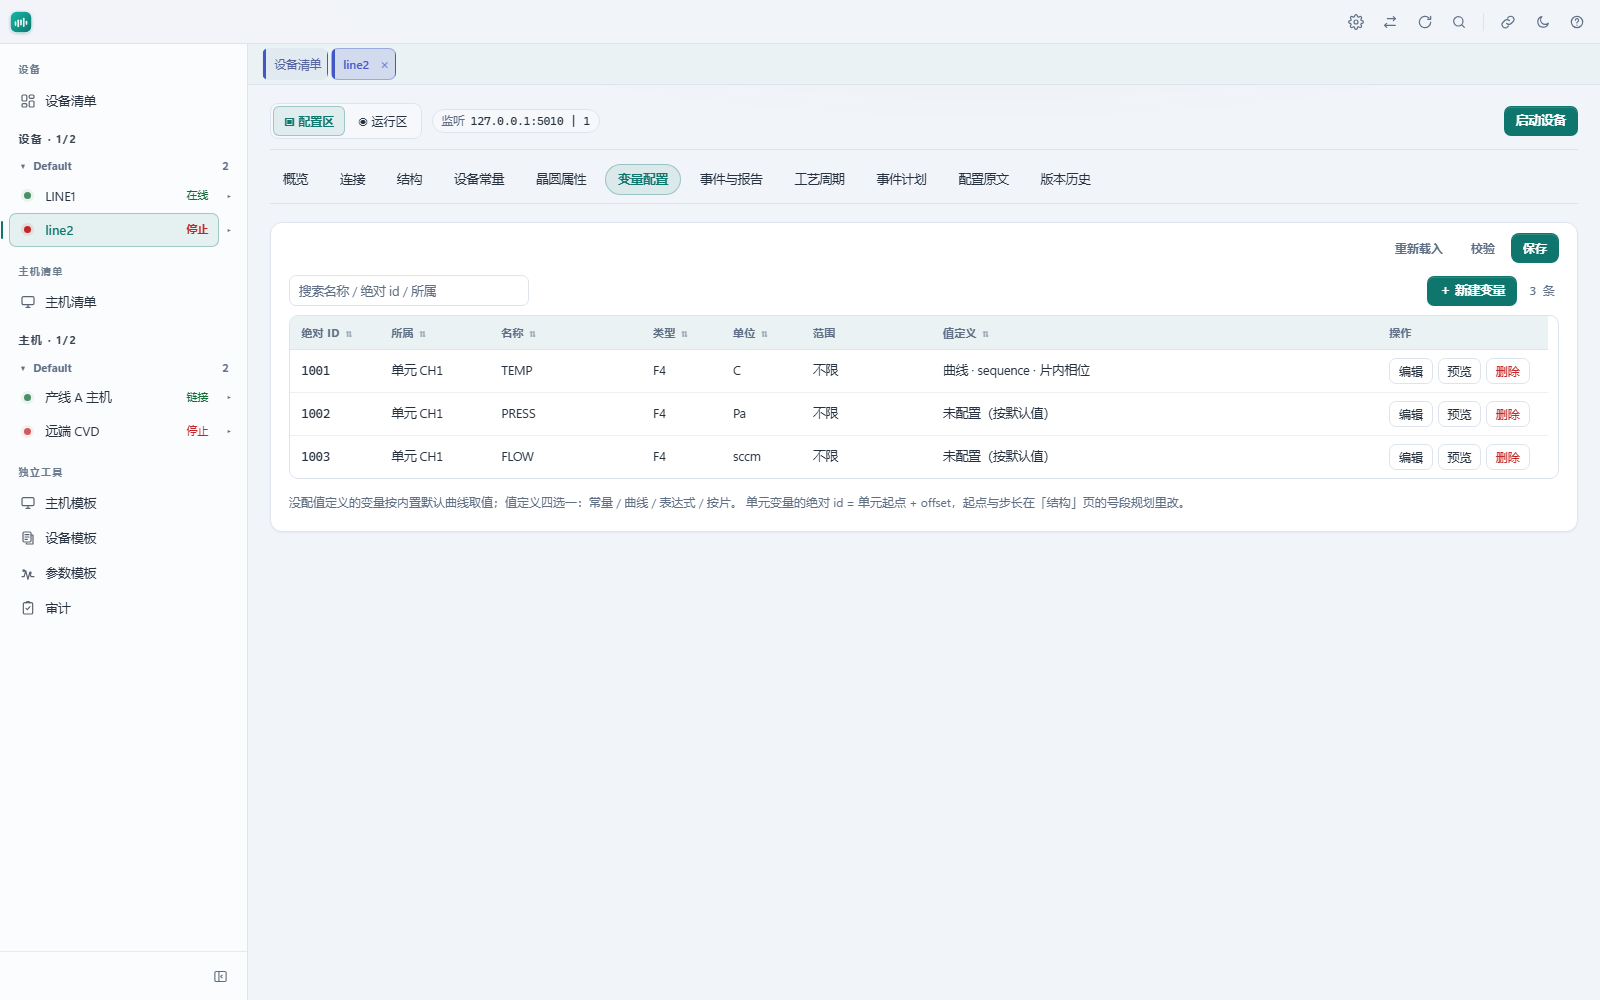 设备
设备清单
设备 · 1/2
Default 2
LINE1 在线
line2 停止
主机清单
主机清单
主机 · 1/2
Default 2
产线 A 主机 链接
远端 CVD 停止
独立工具
主机模板
设备模板
参数模板
审计
设备清单 line2 ×
配置区 运行区 监听 127.0.0.1:5010 | 1 启动设备
概览 连接 结构 设备常量 晶圆属性 变量配置 事件与报告 工艺周期 事件计划 配置原文 版本历史
重新载入 校验 保存
搜索名称 / 绝对 id / 所属 + 新建变量 3 条
绝对 ID 所属 名称 类型 单位 范围 值定义 操作
1001 单元 CH1 TEMP F4 C 不限 曲线 · sequence · 片内相位 编辑 预览 删除
1002 单元 CH1 PRESS F4 Pa 不限 未配置（按默认值） 编辑 预览 删除
1003 单元 CH1 FLOW F4 sccm 不限 未配置（按默认值） 编辑 预览 删除
没配值定义的变量按内置默认曲线取值；值定义四选一：常量 / 曲线 / 表达式 / 按片。 单元变量的绝对 id = 单元起点 + offset，起点与步长在「结构」页的号段规划里改。